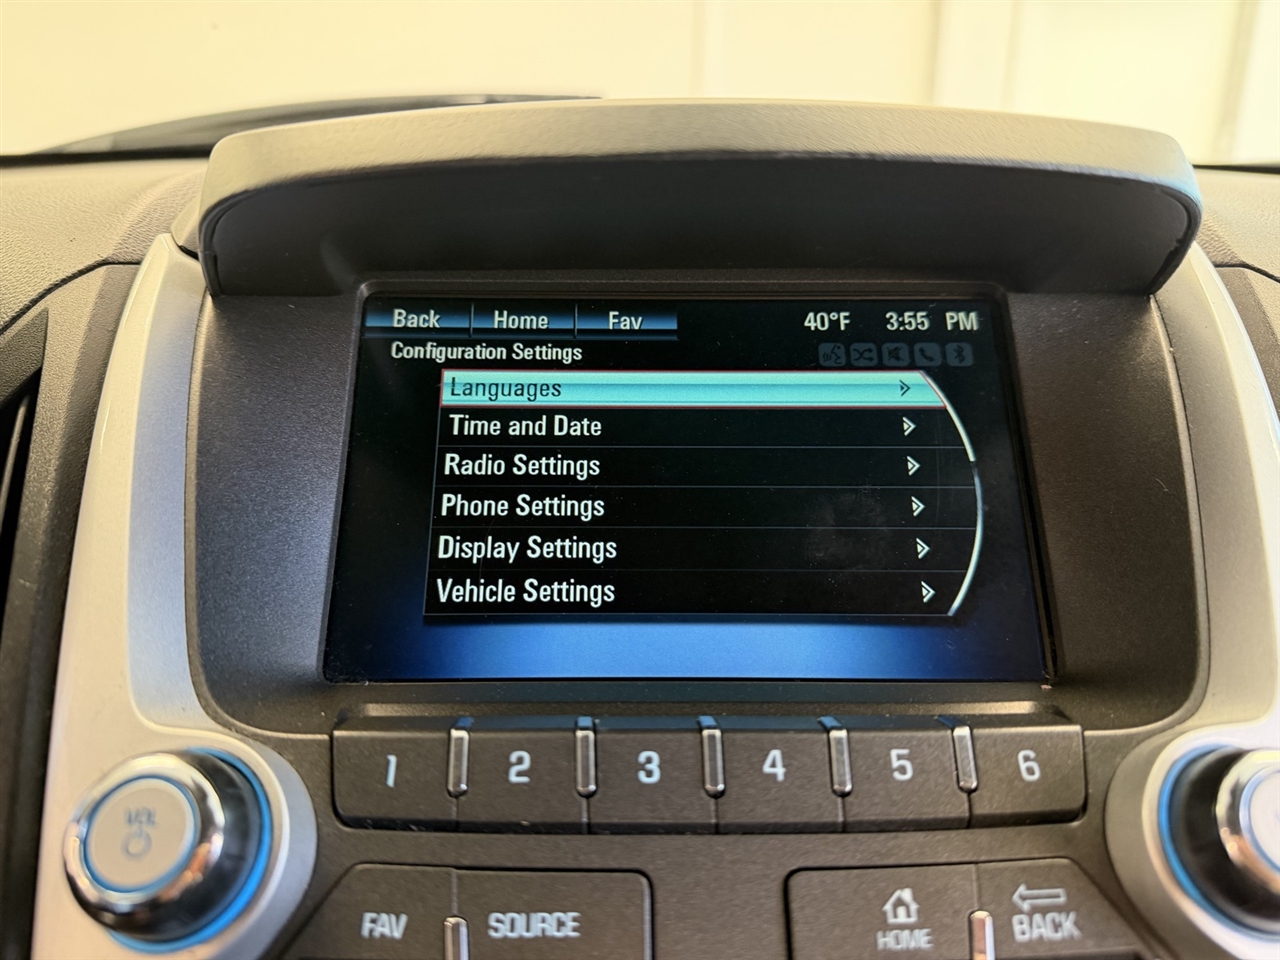 Back Home Fav 40°F 3:55 PM
Configuration Settings
Languages
Time and Date
Radio Settings
Phone Settings
Display Settings
Vehicle Settings
1 2 3 4 5 6
VOL
FAV SOURCE HOME BACK